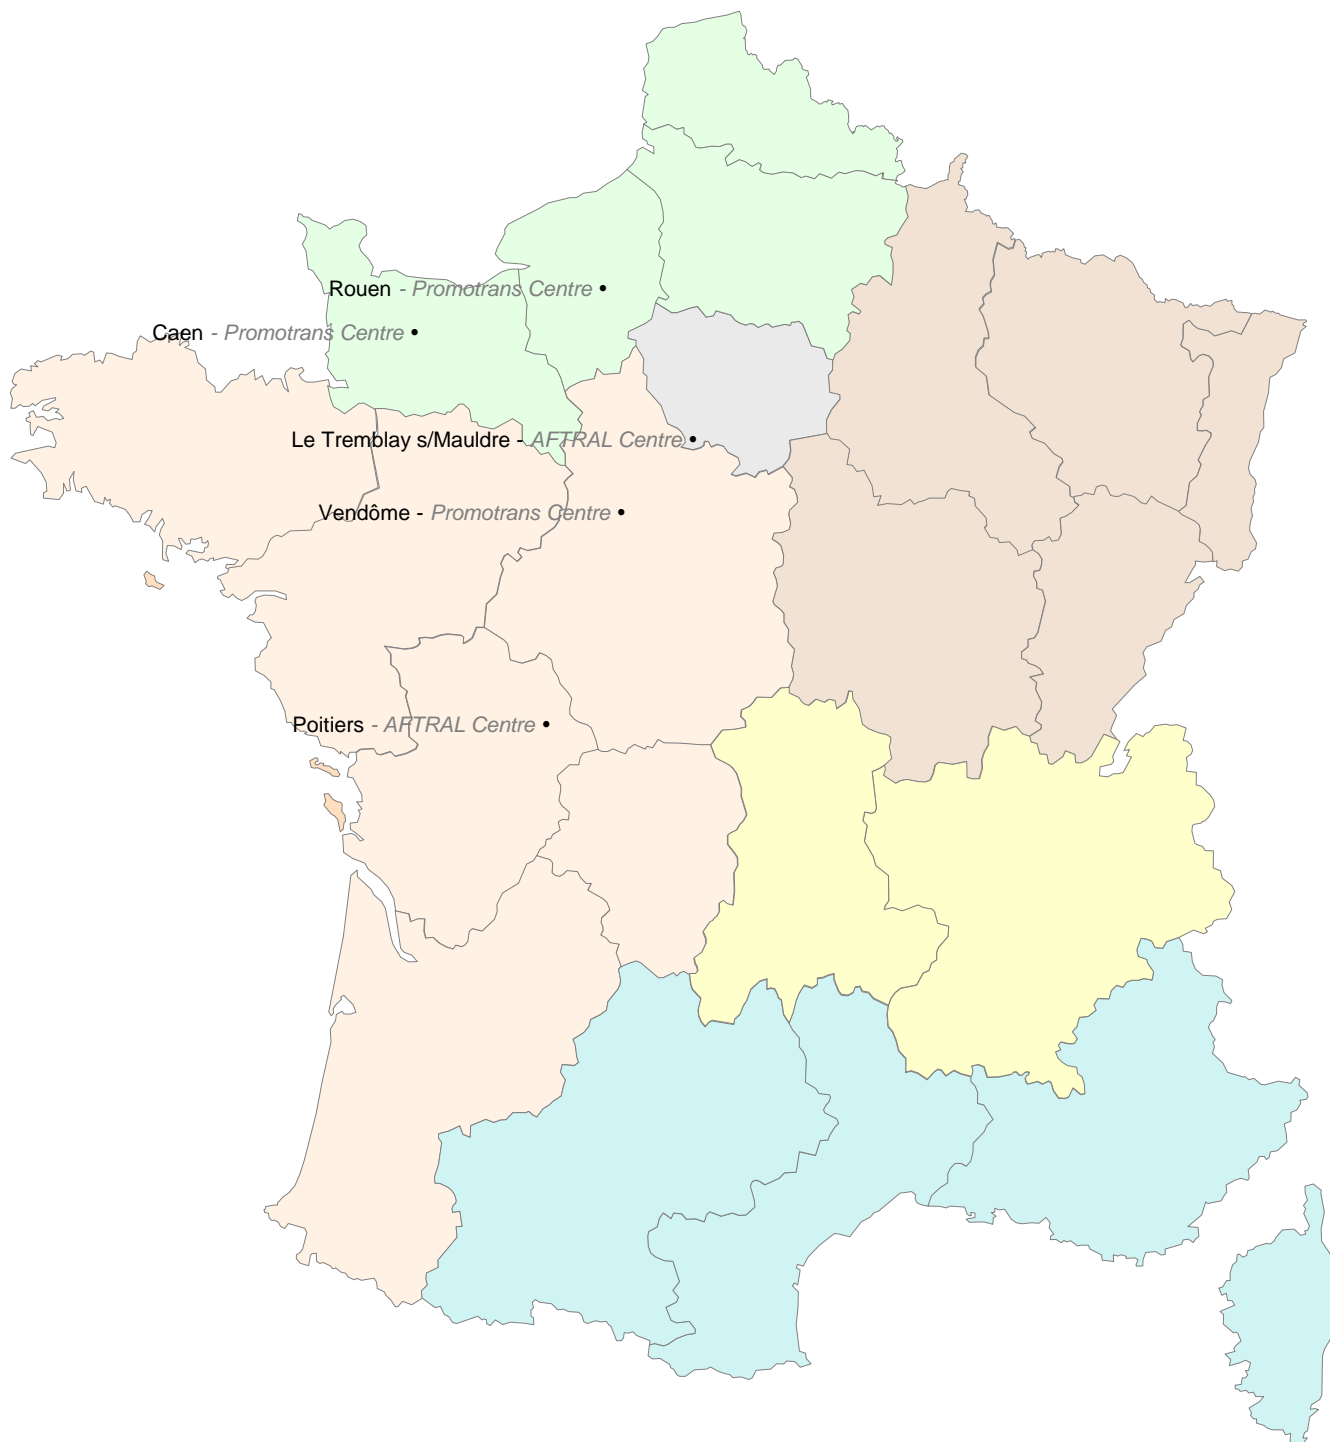 Rouen - Promotrans Centre •
Caen - Promotrans Centre •
Le Tremblay s/Mauldre - AFTRAL Centre •
Vendôme - Promotrans Centre •
Poitiers - AFTRAL Centre •